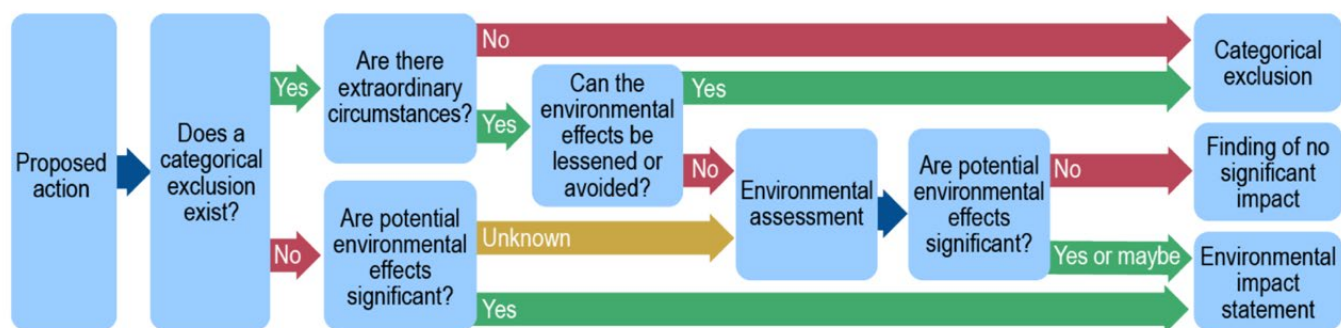 Proposed
action
Does a
categorical
exclusion
exist?
Yes
No
Are there
extraordinary
circumstances?
No
Yes
Are potential
environmental
effects
significant?
Unknown
Yes
Can the
environmental
effects be
lessened or
avoided?
Yes
No
Environmental
assessment
Are potential
environmental
effects
significant?
No
Yes or maybe
Categorical
exclusion
Finding of no
significant
impact
Environmental
impact
statement